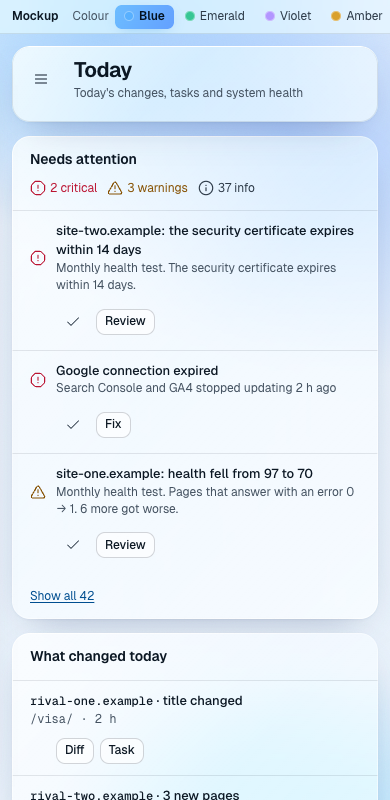 Mockup Colour Blue Emerald Violet Amber
Today
Today's changes, tasks and system health
Needs attention
2 critical 3 warnings 37 info
site-two.example: the security certificate expires
within 14 days
Monthly health test. The security certificate expires
within 14 days.
Review
Google connection expired
Search Console and GA4 stopped updating 2 h ago
Fix
site-one.example: health fell from 97 to 70
Monthly health test. Pages that answer with an error 0
→ 1. 6 more got worse.
Review
Show all 42
What changed today
rival-one.example · title changed
/visa/ · 2 h
Diff Task
rival-two.example · 3 new pages